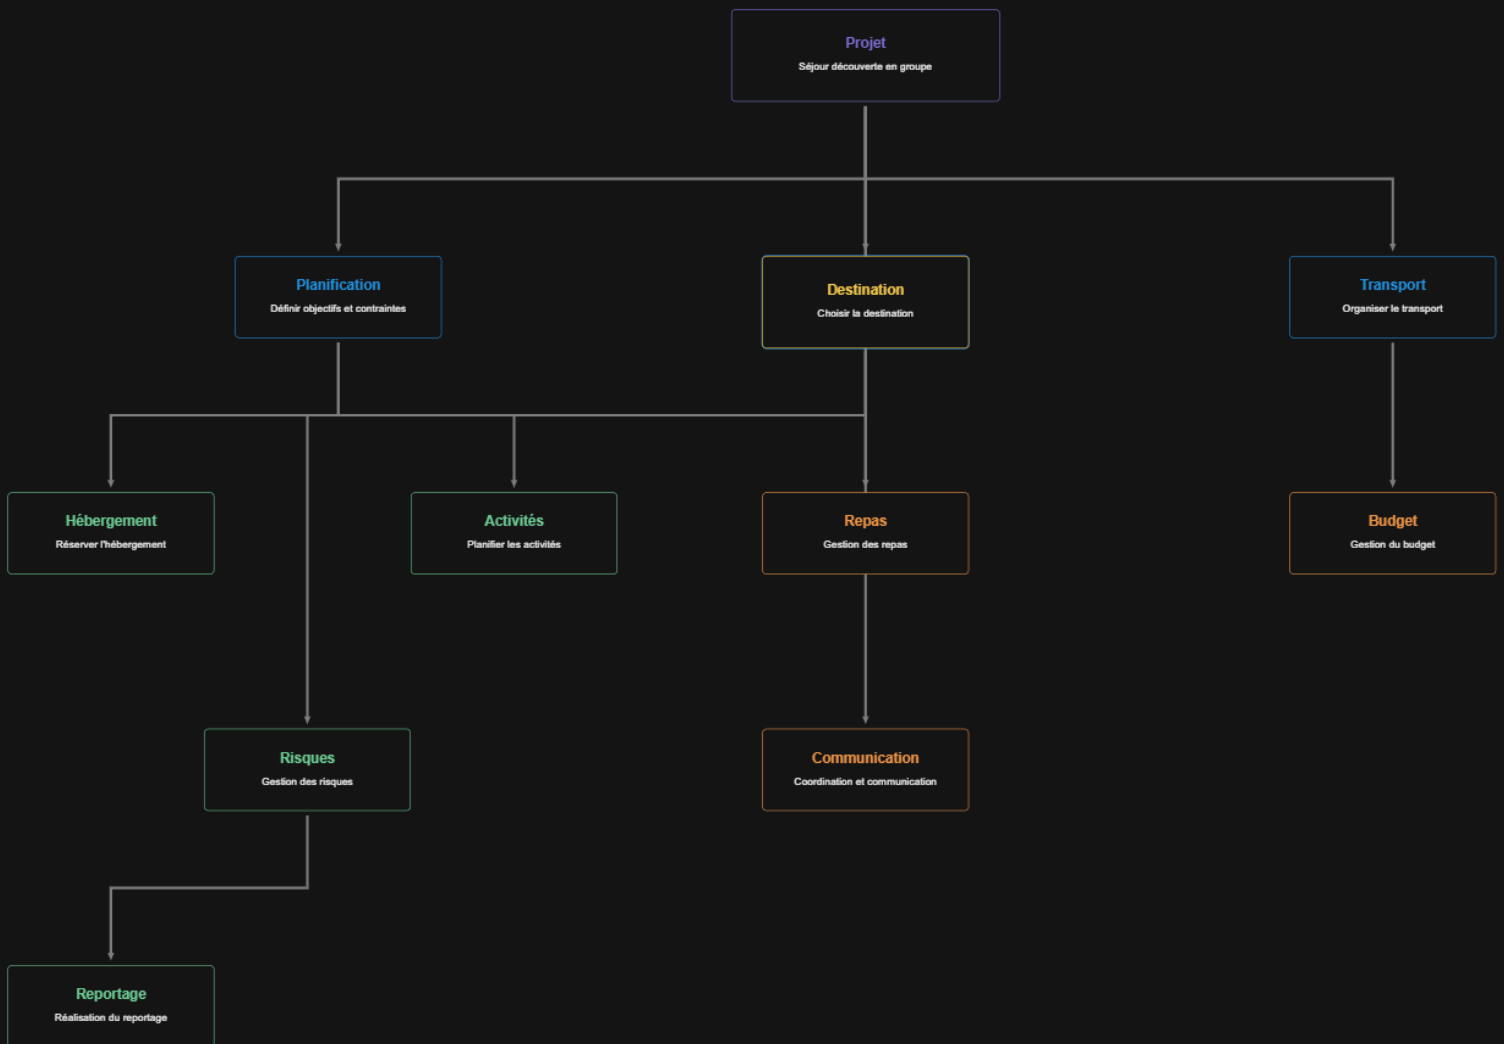 Projet
Séjour découverte en groupe
Planification
Définir objectifs et contraintes
Destination
Choisir la destination
Transport
Organiser le transport
Hébergement
Réserver l'hébergement
Activités
Planifier les activités
Repas
Gestion des repas
Budget
Gestion du budget
Risques
Gestion des risques
Communication
Coordination et communication
Reportage
Réalisation du reportage